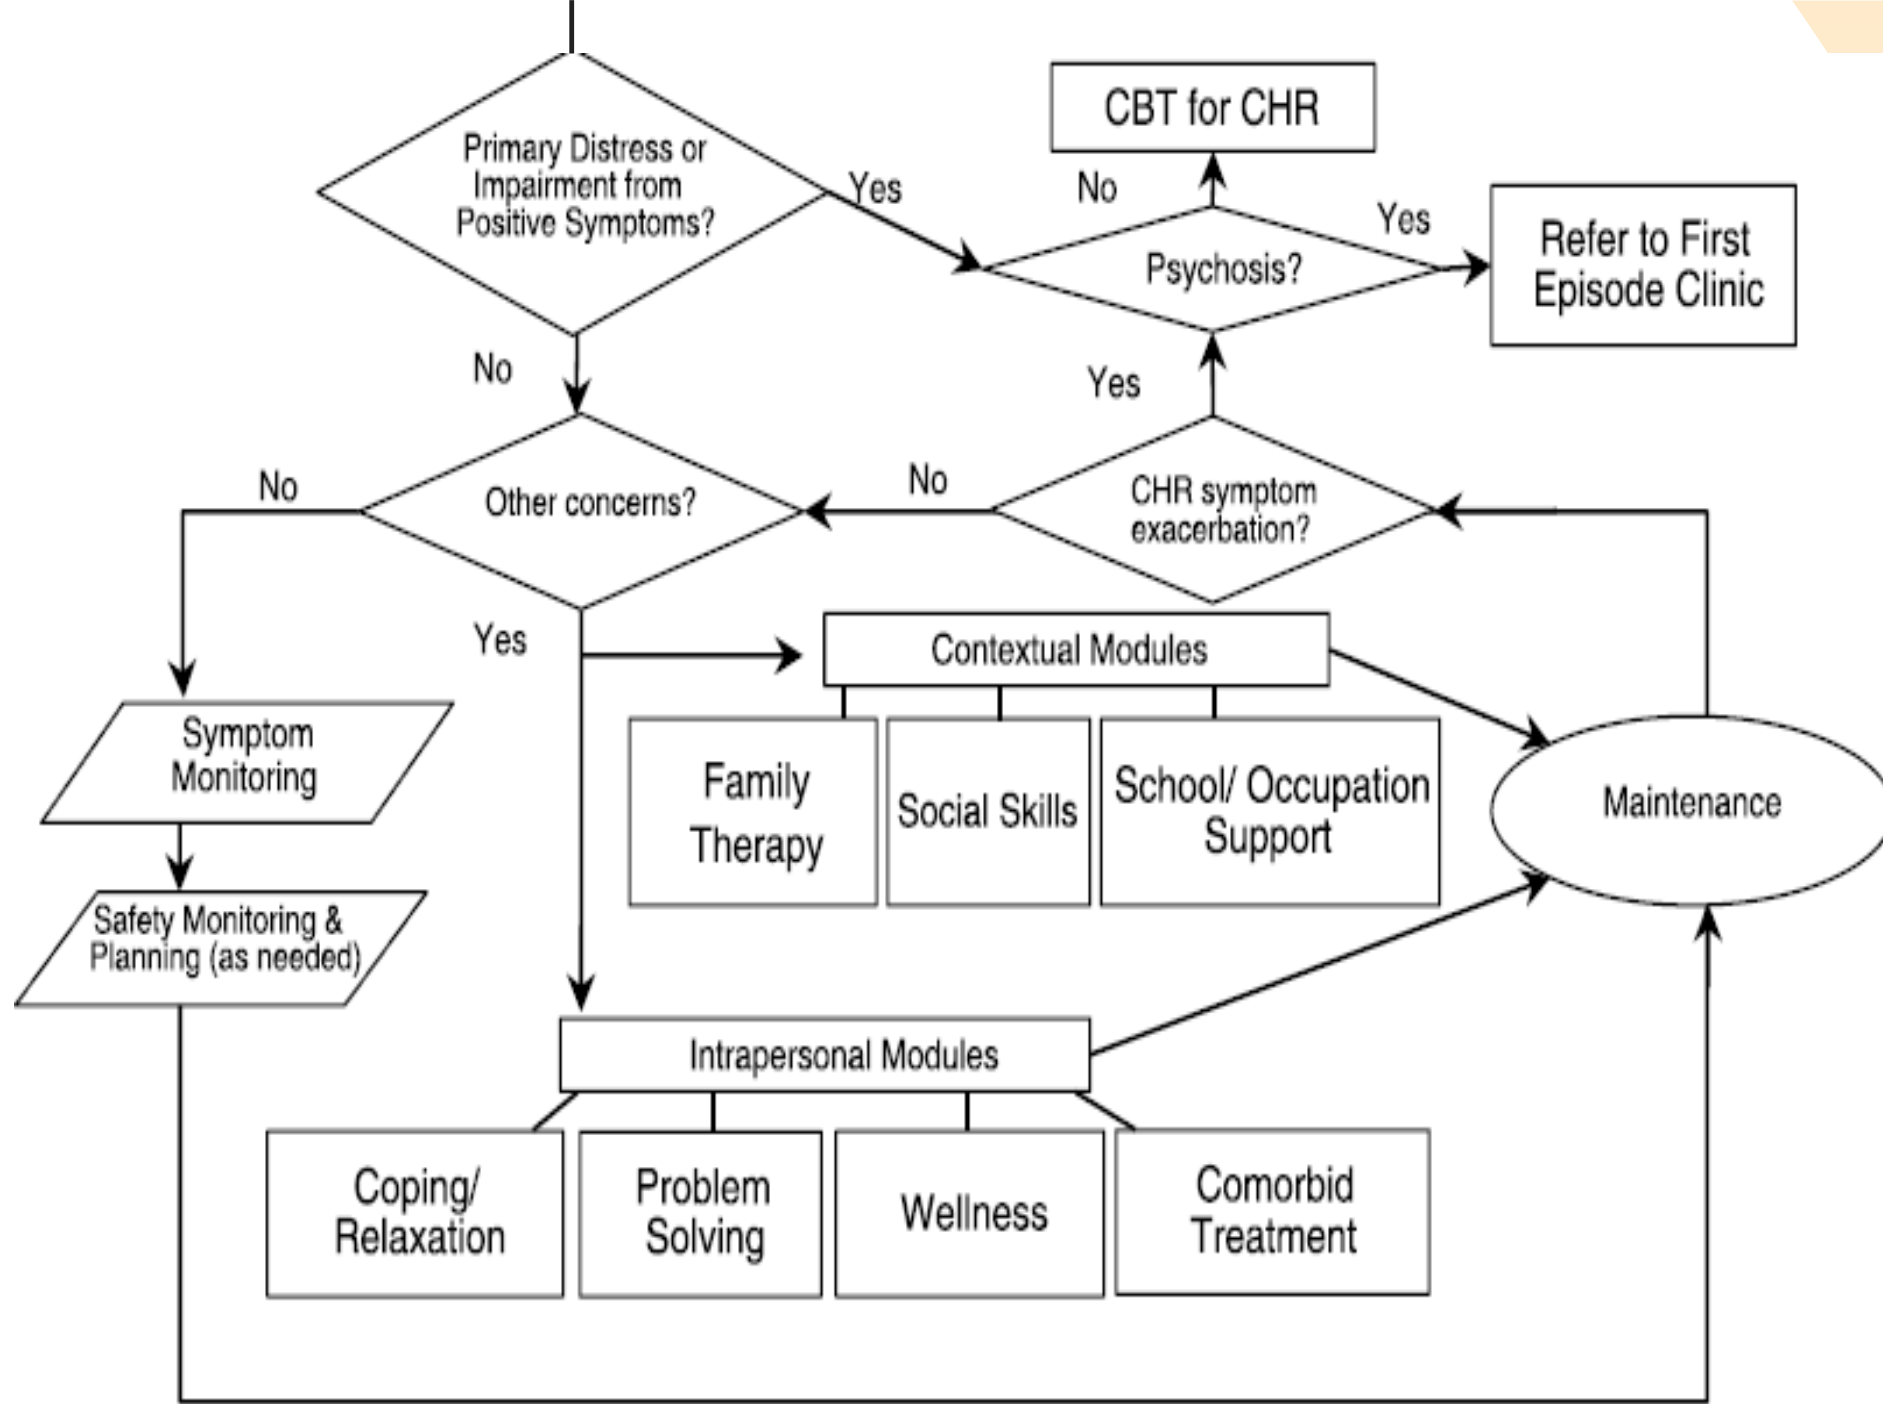 CBT for CHR
Primary Distress or
Impairment from
Positive Symptoms?
Yes
No
Yes
Refer to First
Episode Clinic
Psychosis?
No
Yes
No
Other concerns?
No
CHR symptom
exacerbation?
Yes
Contextual Modules
Symptom
Monitoring
Family
Therapy
Social Skills
School/ Occupation
Support
Maintenance
Safety Monitoring &
Planning (as needed)
Intrapersonal Modules
Coping/
Relaxation
Problem
Solving
Wellness
Comorbid
Treatment